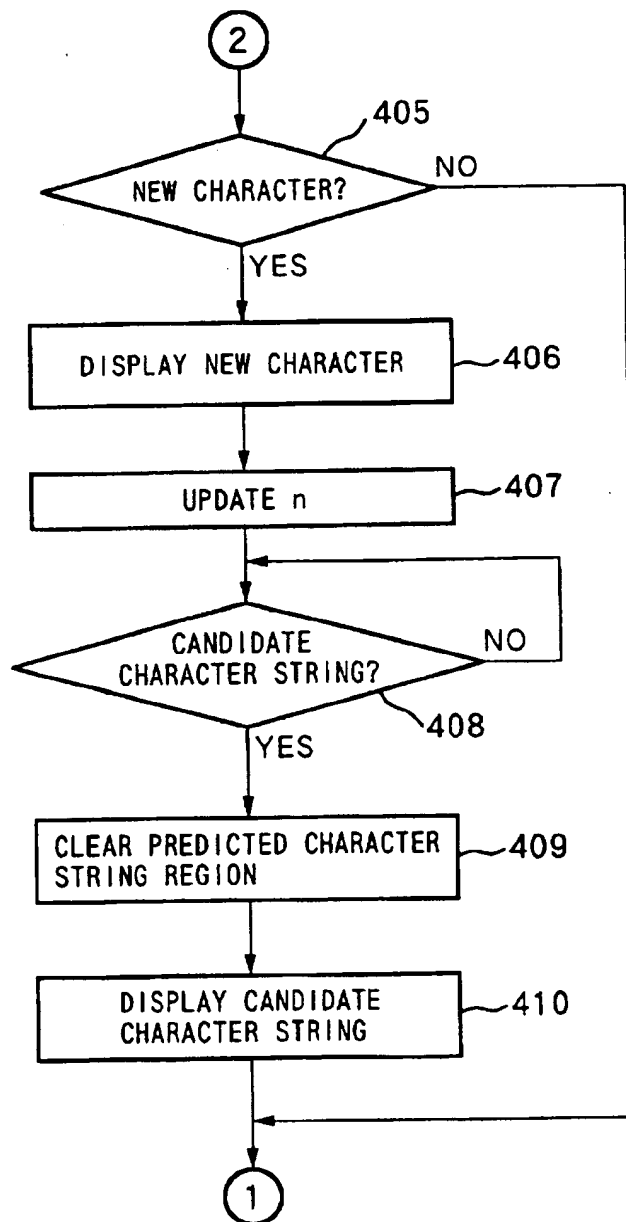 2
405
NEW CHARACTER?
NO
YES
DISPLAY NEW CHARACTER
406
UPDATE n
407
CANDIDATE
CHARACTER STRING?
NO
408
YES
CLEAR PREDICTED CHARACTER
STRING REGION
409
DISPLAY CANDIDATE
CHARACTER STRING
410
1